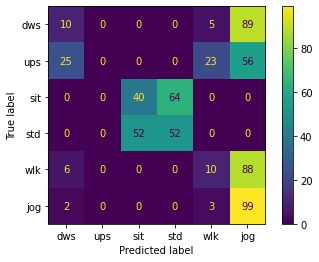 dws 10 0 0 0 5 89
ups 25 0 0 0 23 56
sit 0 0 40 64 0 0
std 0 0 52 52 0 0
wlk 6 0 0 0 10 88
jog 2 0 0 0 3 99
dws ups sit std wlk jog
Predicted label
True label
80
60
40
20
0